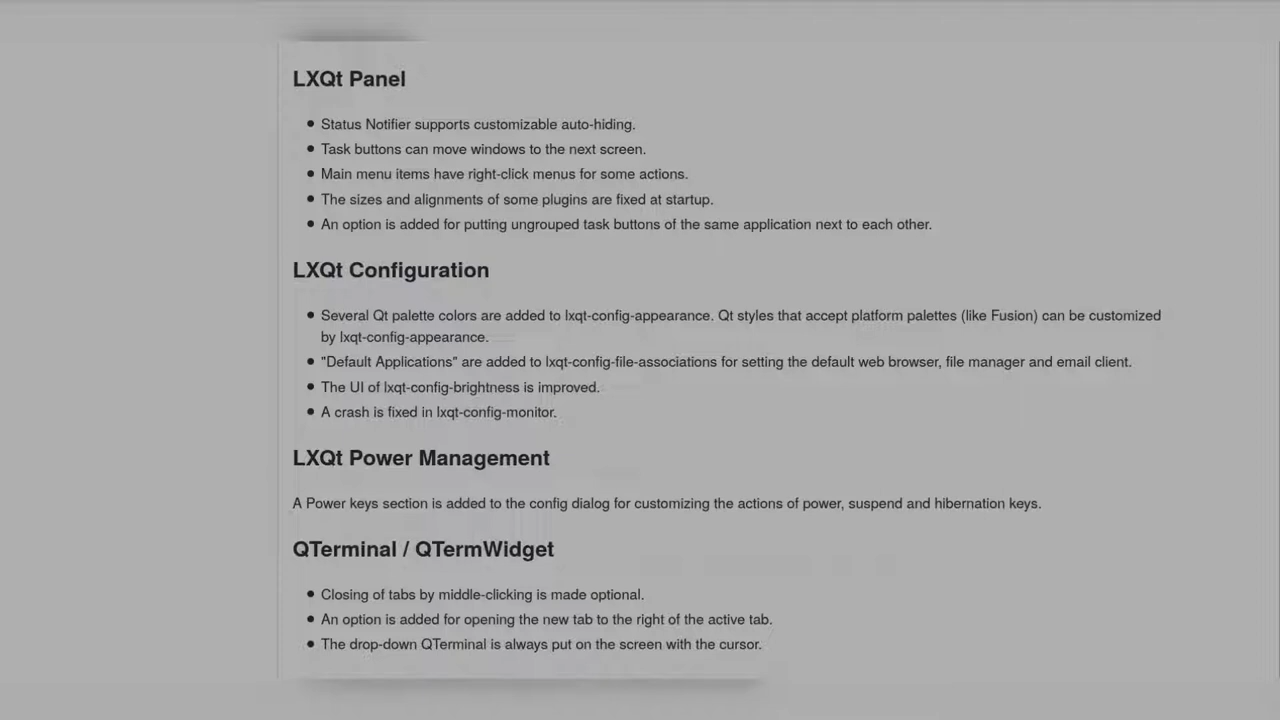 LXQt Panel
Status Notifier supports customizable auto-hiding.
Task buttons can move windows to the next screen.
Main menu items have right-click menus for some actions.
The sizes and alignments of some plugins are fixed at startup.
An option is added for putting ungrouped task buttons of the same application next to each other.
LXQt Configuration
Several Qt palette colors are added to lxqt-config-appearance. Qt styles that accept platform palettes (like Fusion) can be customized
by lxqt-config-appearance.
"Default Applications" are added to lxqt-config-file-associations for setting the default web browser, file manager and email client.
The UI of lxqt-config-brightness is improved.
A crash is fixed in lxqt-config-monitor.
LXQt Power Management
A Power keys section is added to the config dialog for customizing the actions of power, suspend and hibernation keys.
QTerminal / QTermWidget
Closing of tabs by middle-clicking is made optional.
An option is added for opening the new tab to the right of the active tab.
The drop-down QTerminal is always put on the screen with the cursor.